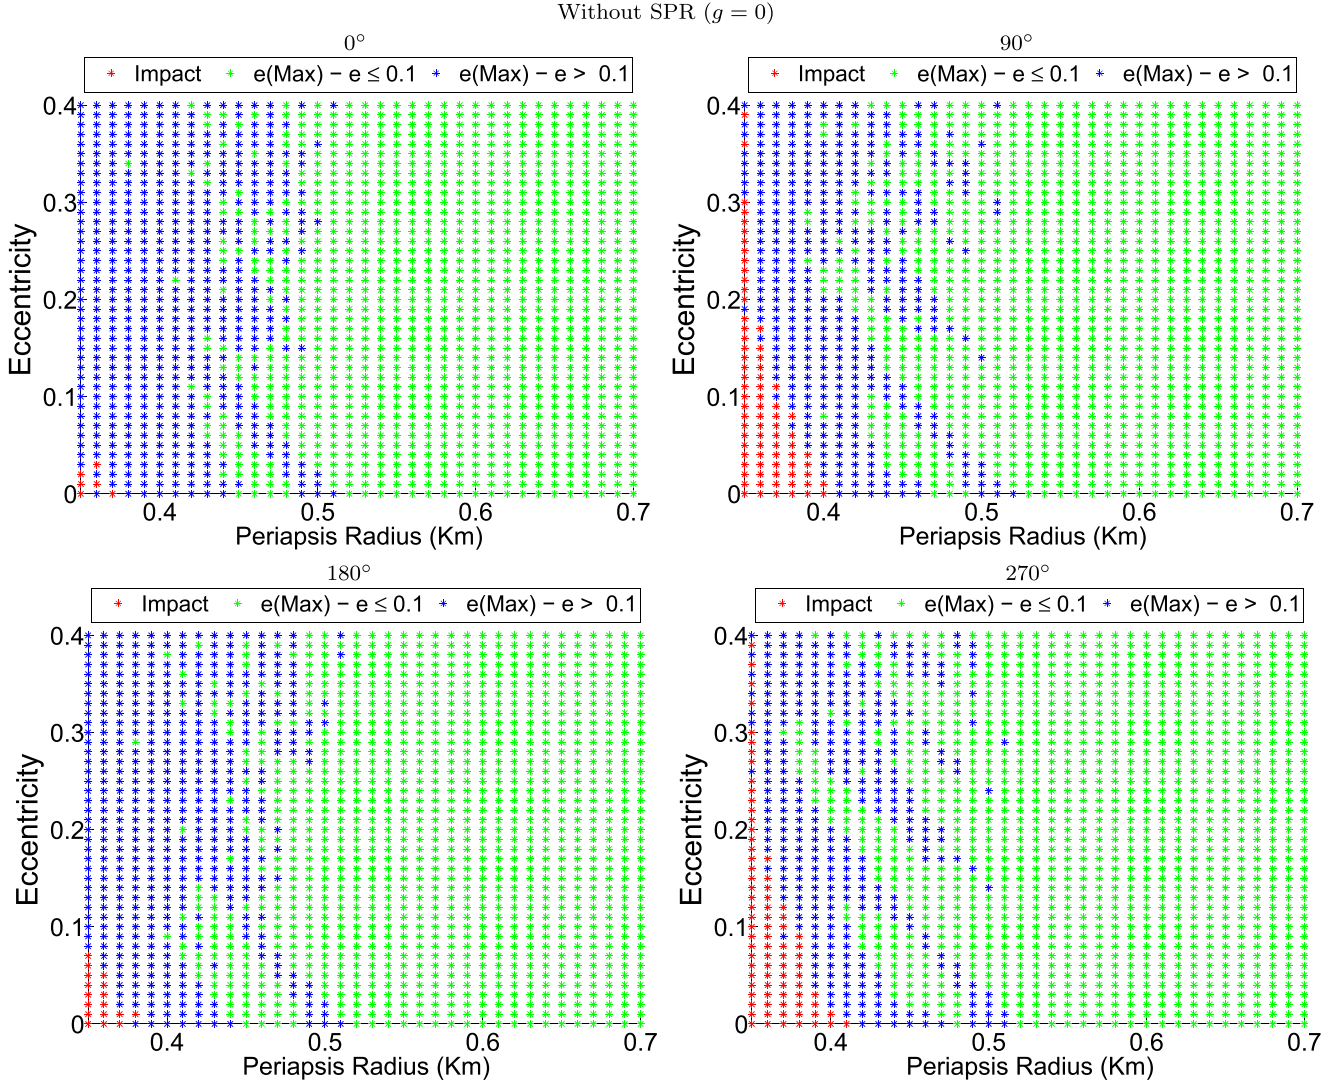 Without SPR (g = 0)
0°
* Impact * e(Max) − e ≤ 0.1 * e(Max) − e > 0.1
0.4
0.3
0.2
0.1
0
Eccentricity
0.4 0.5 0.6 0.7
Periapsis Radius (Km)
90°
* Impact * e(Max) − e ≤ 0.1 * e(Max) − e > 0.1
0.4
0.3
0.2
0.1
0
Eccentricity
0.4 0.5 0.6 0.7
Periapsis Radius (Km)
180°
* Impact * e(Max) − e ≤ 0.1 * e(Max) − e > 0.1
0.4
0.3
0.2
0.1
0
Eccentricity
0.4 0.5 0.6 0.7
Periapsis Radius (Km)
270°
* Impact * e(Max) − e ≤ 0.1 * e(Max) − e > 0.1
0.4
0.3
0.2
0.1
0
Eccentricity
0.4 0.5 0.6 0.7
Periapsis Radius (Km)